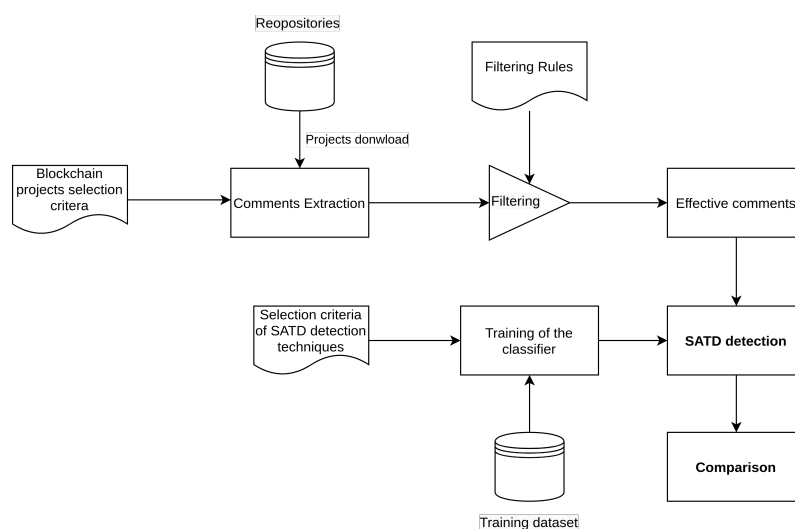 Reopositories
Filtering Rules
Projects donwload
Blockchain
projects selection
critera
Comments Extraction
Filtering
Effective comments
Selection criteria
of SATD detection
techniques
Training of the
classifier
SATD detection
Comparison
Training dataset